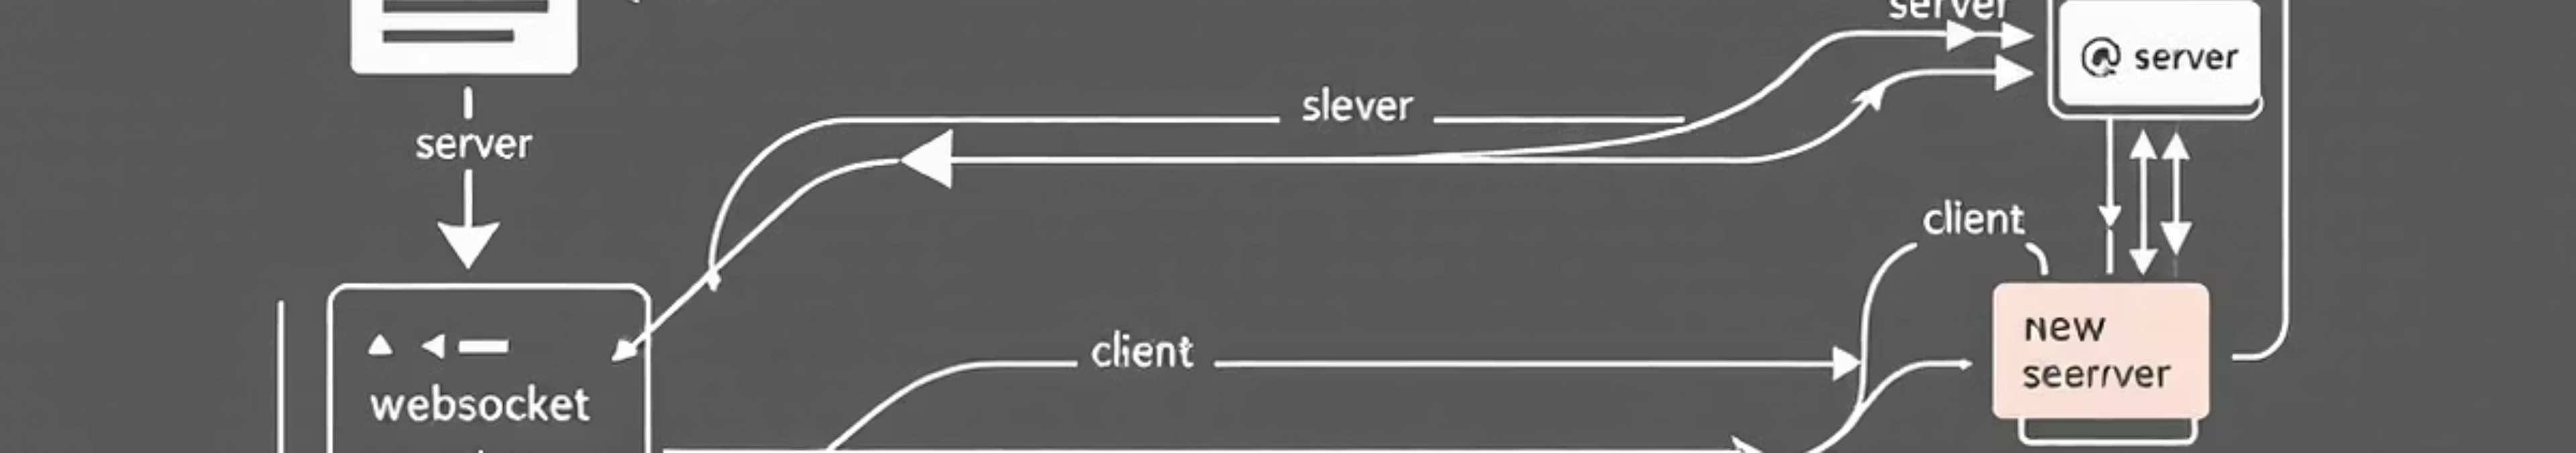 server
@ server
slever
server
client
client
New
seerrver
websocket